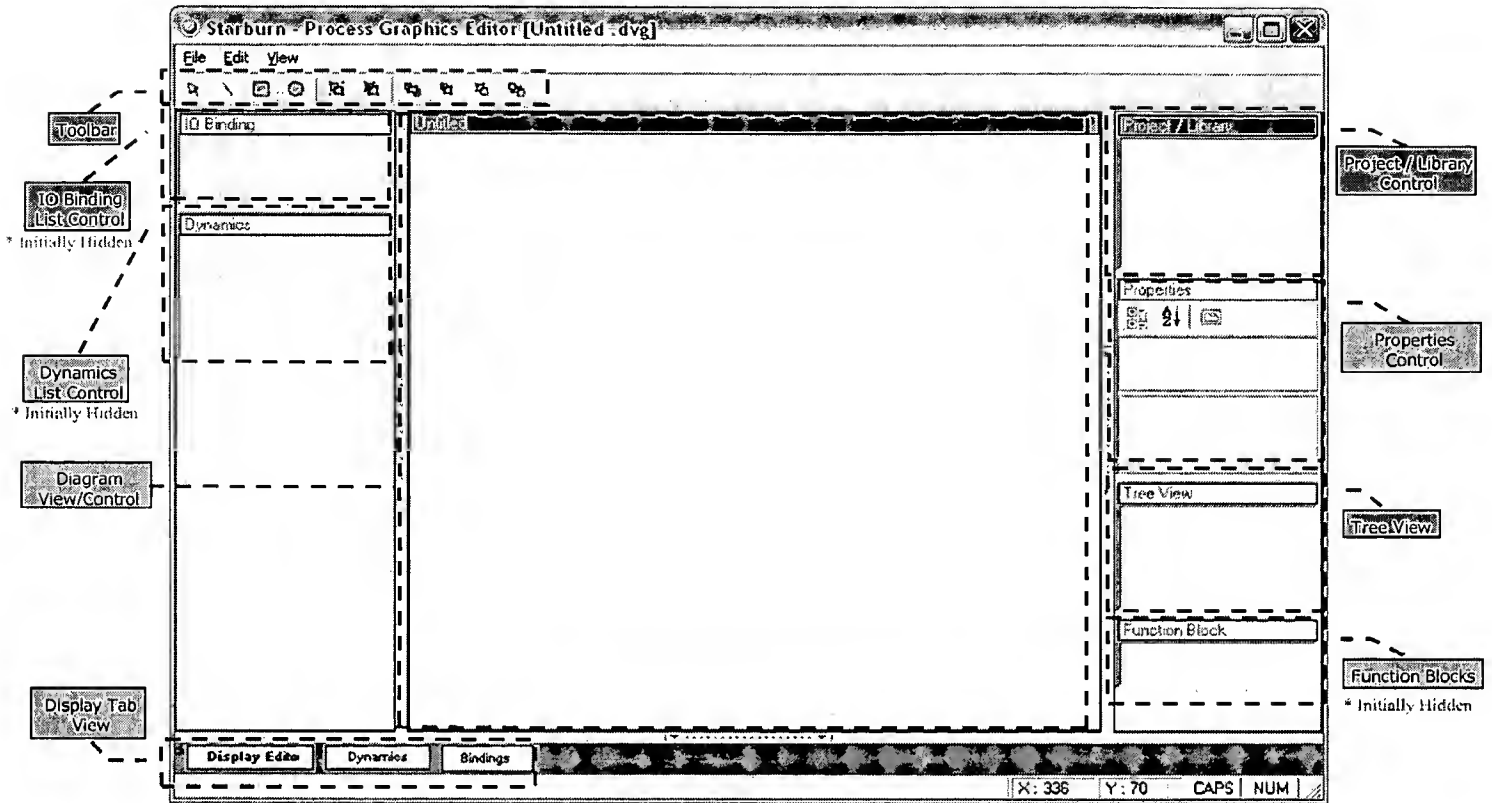 Starburn - Process Graphics Editor [Untitled .dvg]
File Edit View
Toolbar
IO Binding
List Control
* Initially Hidden
Dynamics
List Control
* Initially Hidden
Diagram
View/Control
Display Tab
View
IO Binding
Dynamics
Untitled
Project / Library
Properties
Tree View
Function Block
Project / Library
Control
Properties
Control
Tree View
Function Blocks
* Initially Hidden
Display Editor Dynamics Bindings
X: 336 Y: 70 CAPS NUM